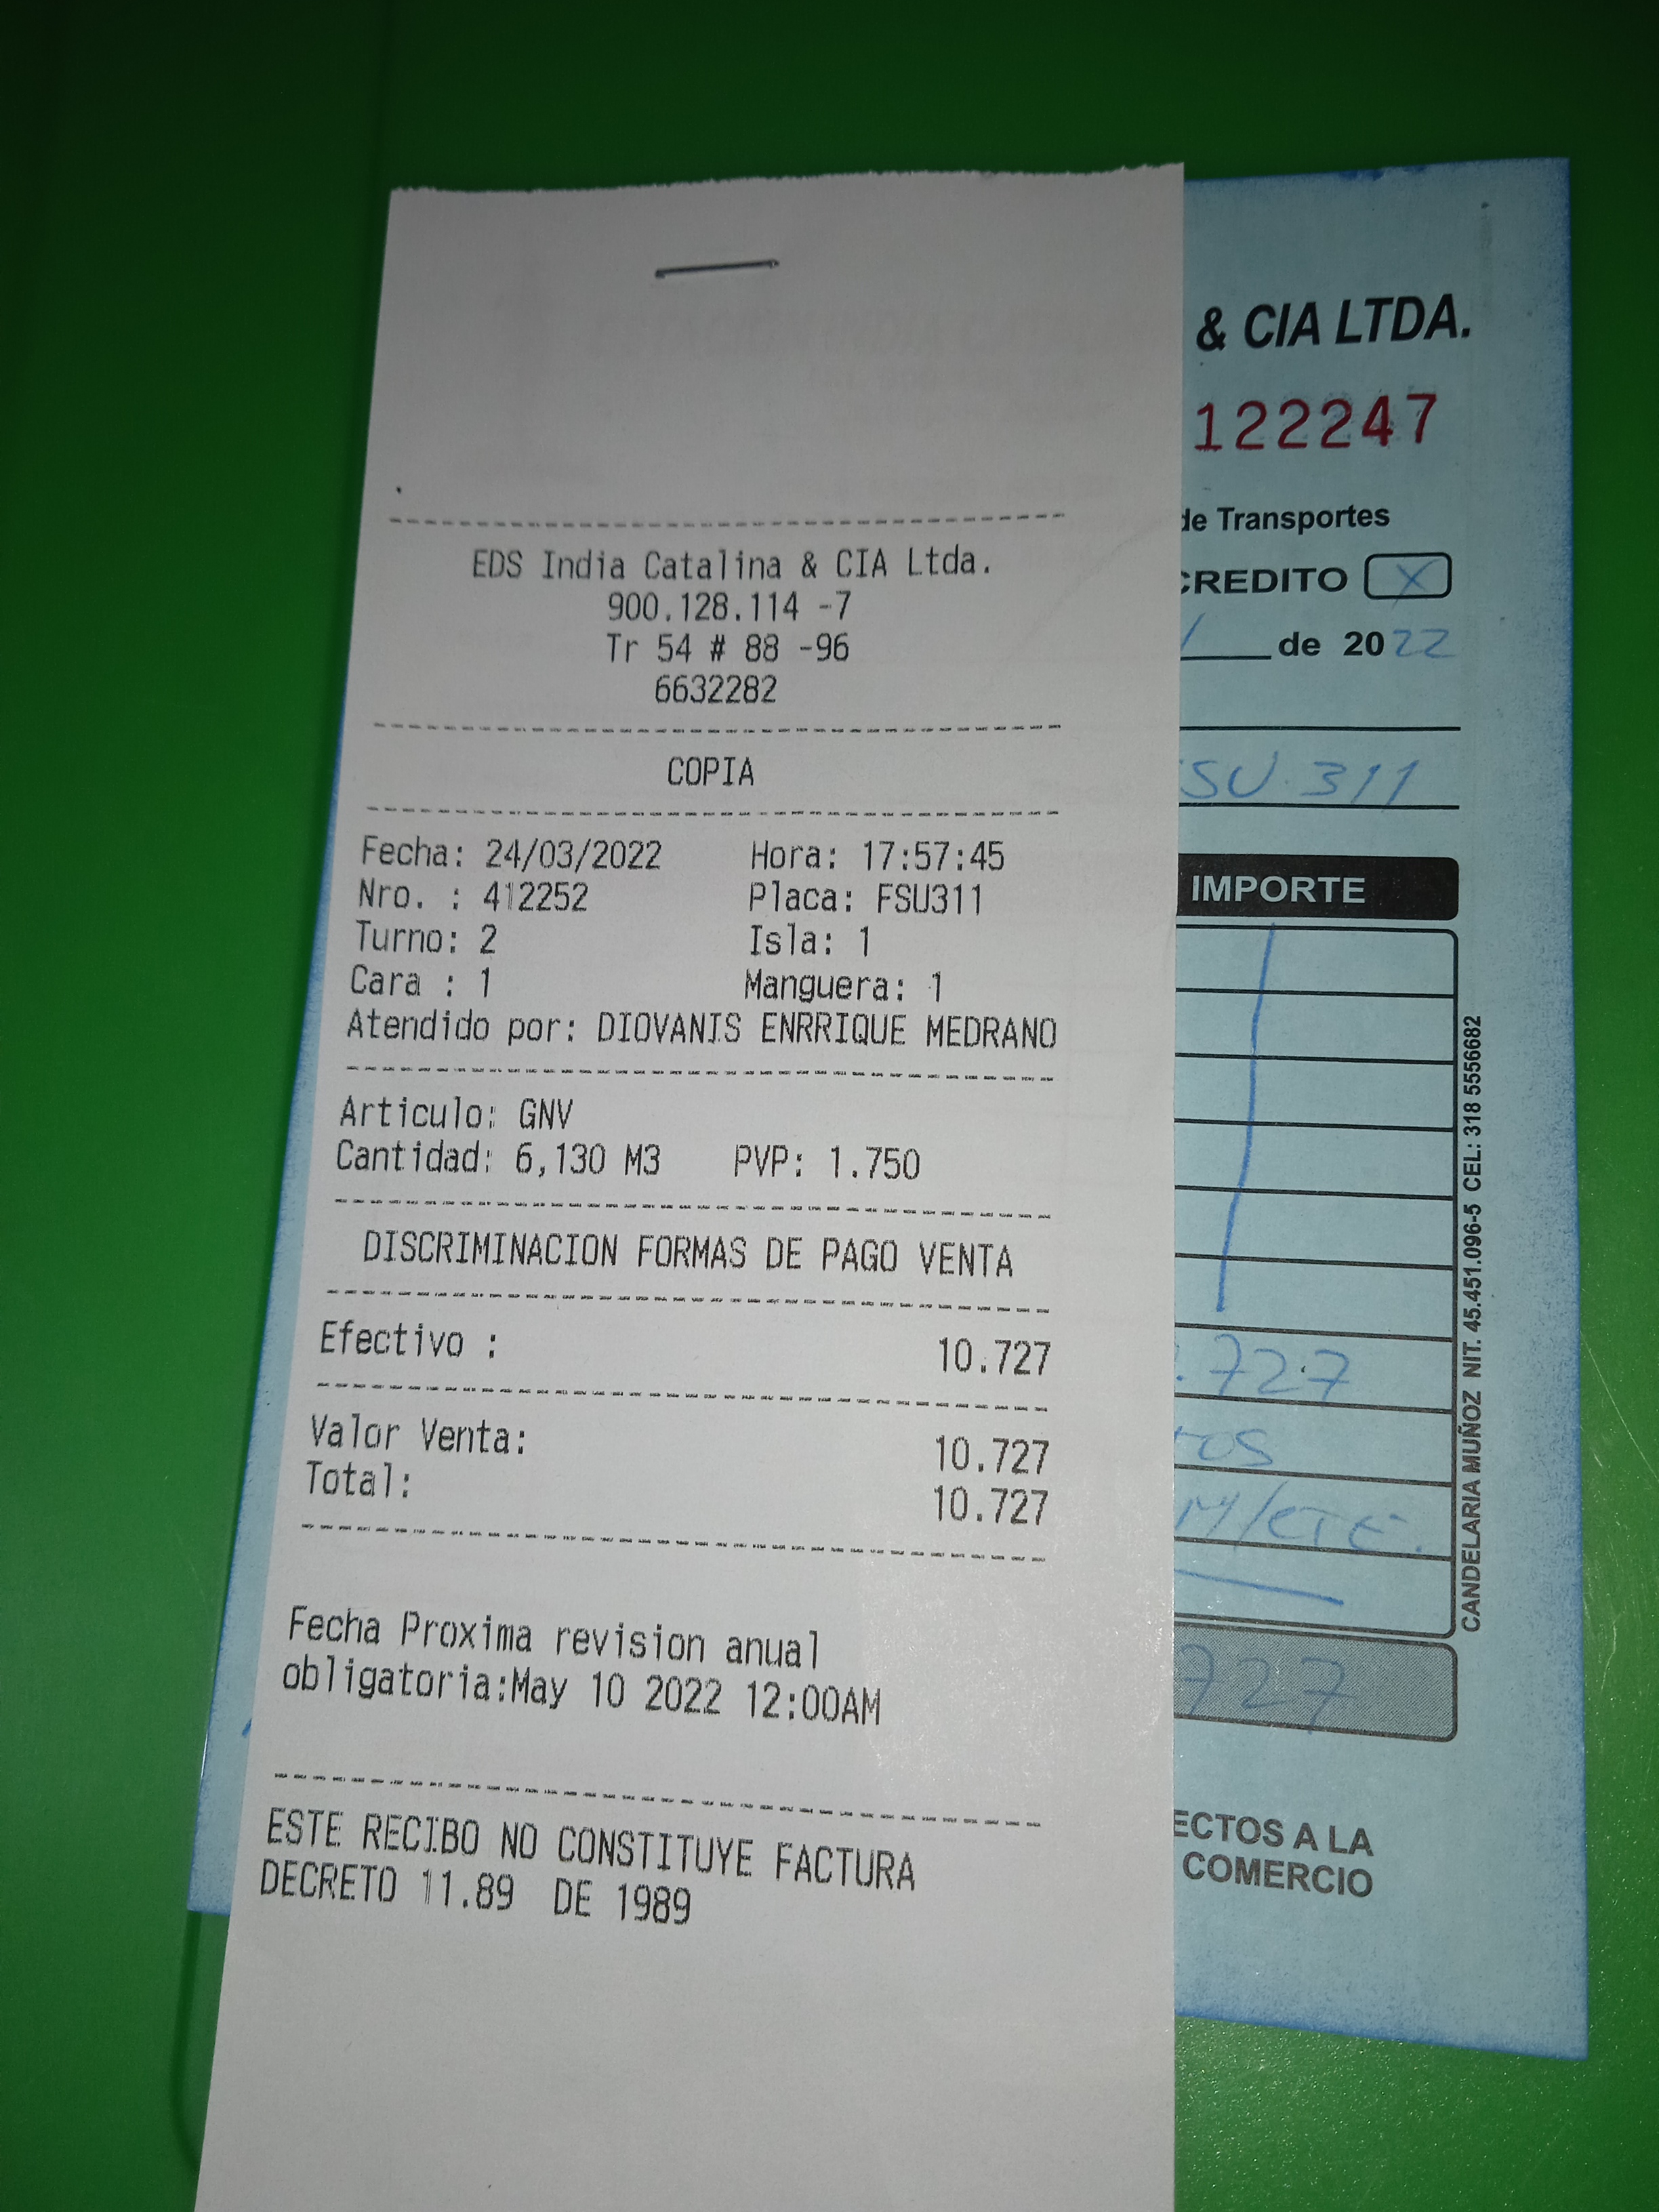 EDS India Catalina & CIA Ltda.
900.128.114 -7
Tr 54 # 88 -96
6632282
COPIA
Fecha: 24/03/2022 Hora: 17:57:45
Nro. : 412252 Placa: FSU311
Turno: 2 Isla: 1
Cara : 1 Manguera: 1
Atendido por: DIOVANIS ENRRIQUE MEDRANO
Articulo: GNV
Cantidad: 6,130 M3 PVP: 1.750
DISCRIMINACION FORMAS DE PAGO VENTA
Efectivo : 10.727
Valor Venta: 10.727
Total: 10.727
Fecha Proxima revision anual
obligatoria:May 10 2022 12:00AM
ESTE RECIBO NO CONSTITUYE FACTURA
DECRETO 11.89 DE 1989
& CIA LTDA.
122247
de Transportes
CREDITO X
de 2022
SU 311
IMPORTE
.727
tos
M/CTE.
727
ECTOS A LA
COMERCIO
CANDELARIA MUÑOZ NIT. 45.451.096-5 CEL: 318 5556682